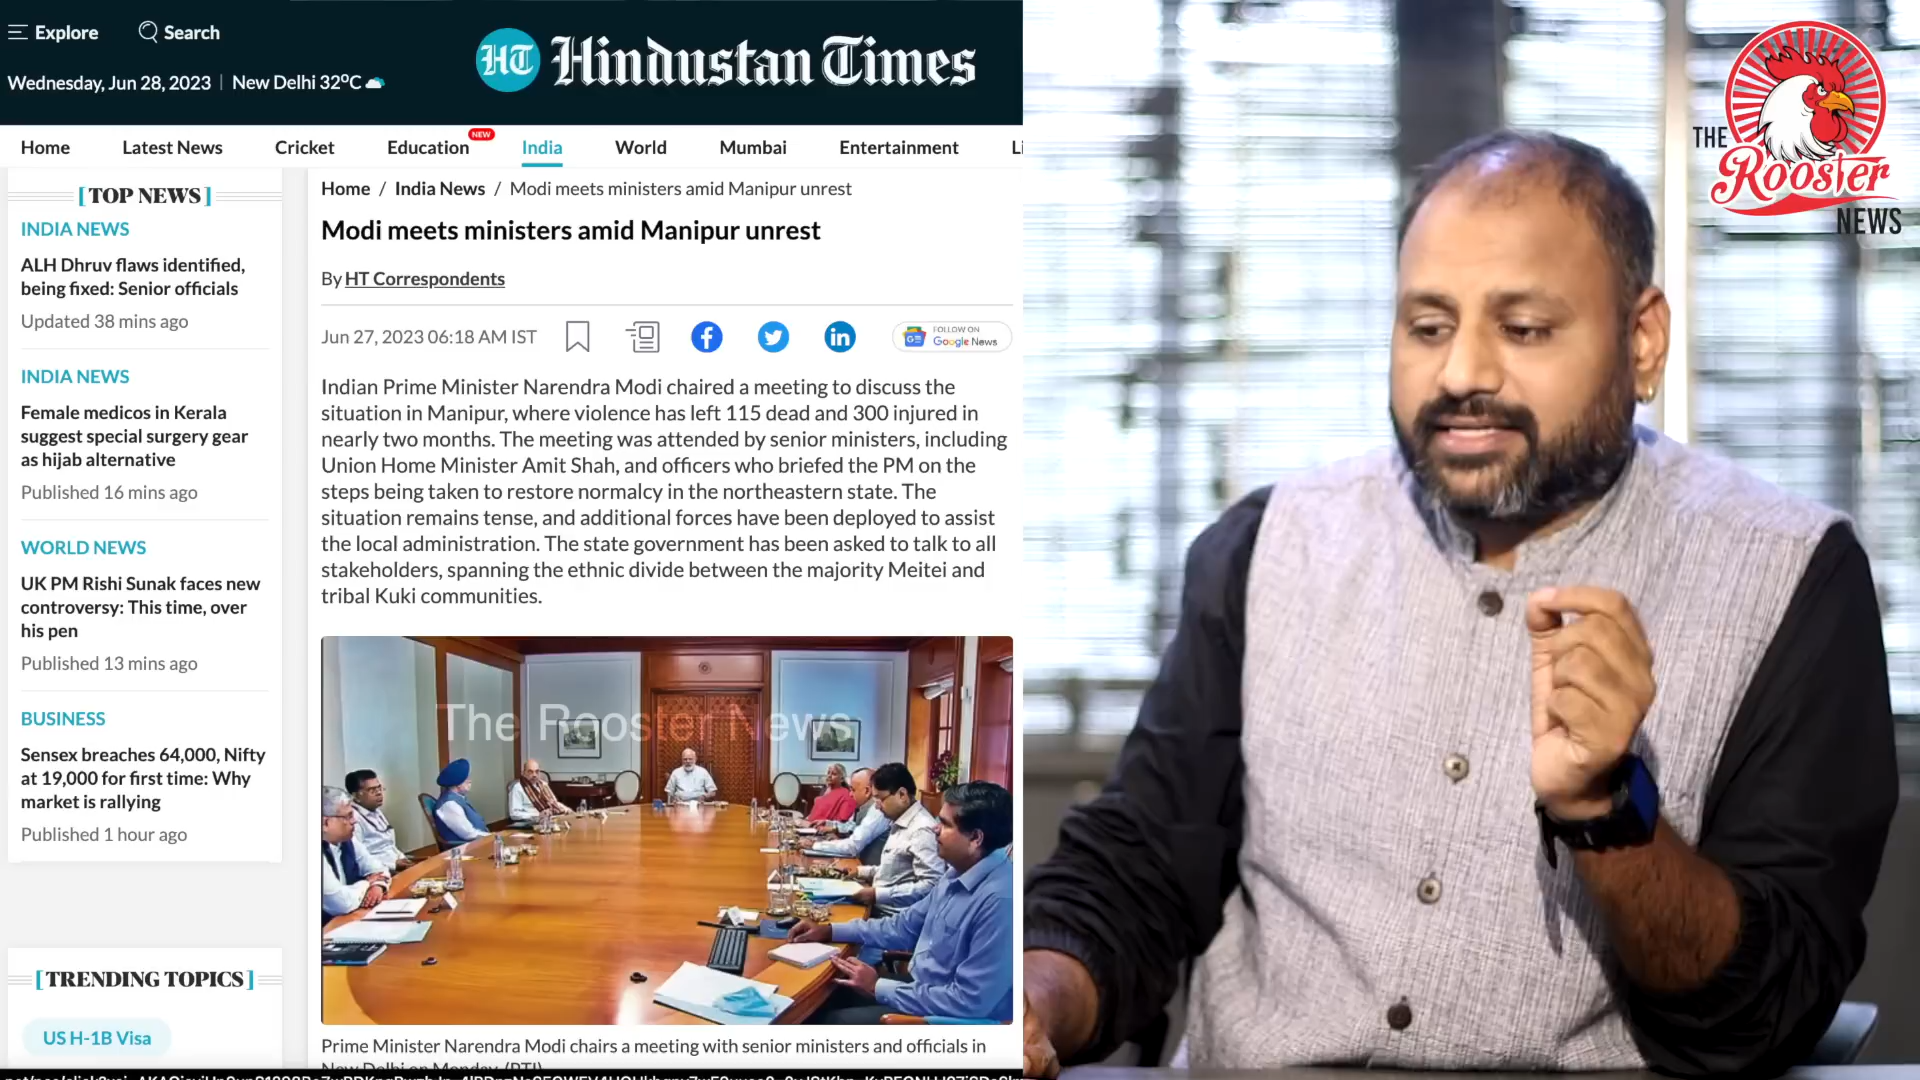 Explore
Search
Wednesday, Jun 28, 2023 | New Delhi 32°C
HT Hindustan Times
Home
Latest News
Cricket
Education NEW
India
World
Mumbai
Entertainment
Li
[ TOP NEWS ]
INDIA NEWS
ALH Dhruv flaws identified,
being fixed: Senior officials
Updated 38 mins ago
INDIA NEWS
Female medicos in Kerala
suggest special surgery gear
as hijab alternative
Published 16 mins ago
WORLD NEWS
UK PM Rishi Sunak faces new
controversy: This time, over
his pen
Published 13 mins ago
BUSINESS
Sensex breaches 64,000, Nifty
at 19,000 for first time: Why
market is rallying
Published 1 hour ago
[ TRENDING TOPICS ]
US H-1B Visa
Home / India News / Modi meets ministers amid Manipur unrest
Modi meets ministers amid Manipur unrest
By HT Correspondents
Jun 27, 2023 06:18 AM IST
FOLLOW ON
Google News
Indian Prime Minister Narendra Modi chaired a meeting to discuss the
situation in Manipur, where violence has left 115 dead and 300 injured in
nearly two months. The meeting was attended by senior ministers, including
Union Home Minister Amit Shah, and officers who briefed the PM on the
steps being taken to restore normalcy in the northeastern state. The
situation remains tense, and additional forces have been deployed to assist
the local administration. The state government has been asked to talk to all
stakeholders, spanning the ethnic divide between the majority Meitei and
tribal Kuki communities.
The Rooster News
Prime Minister Narendra Modi chairs a meeting with senior ministers and officials in
New Delhi on Monday. (PTI)
THE
Rooster
NEWS